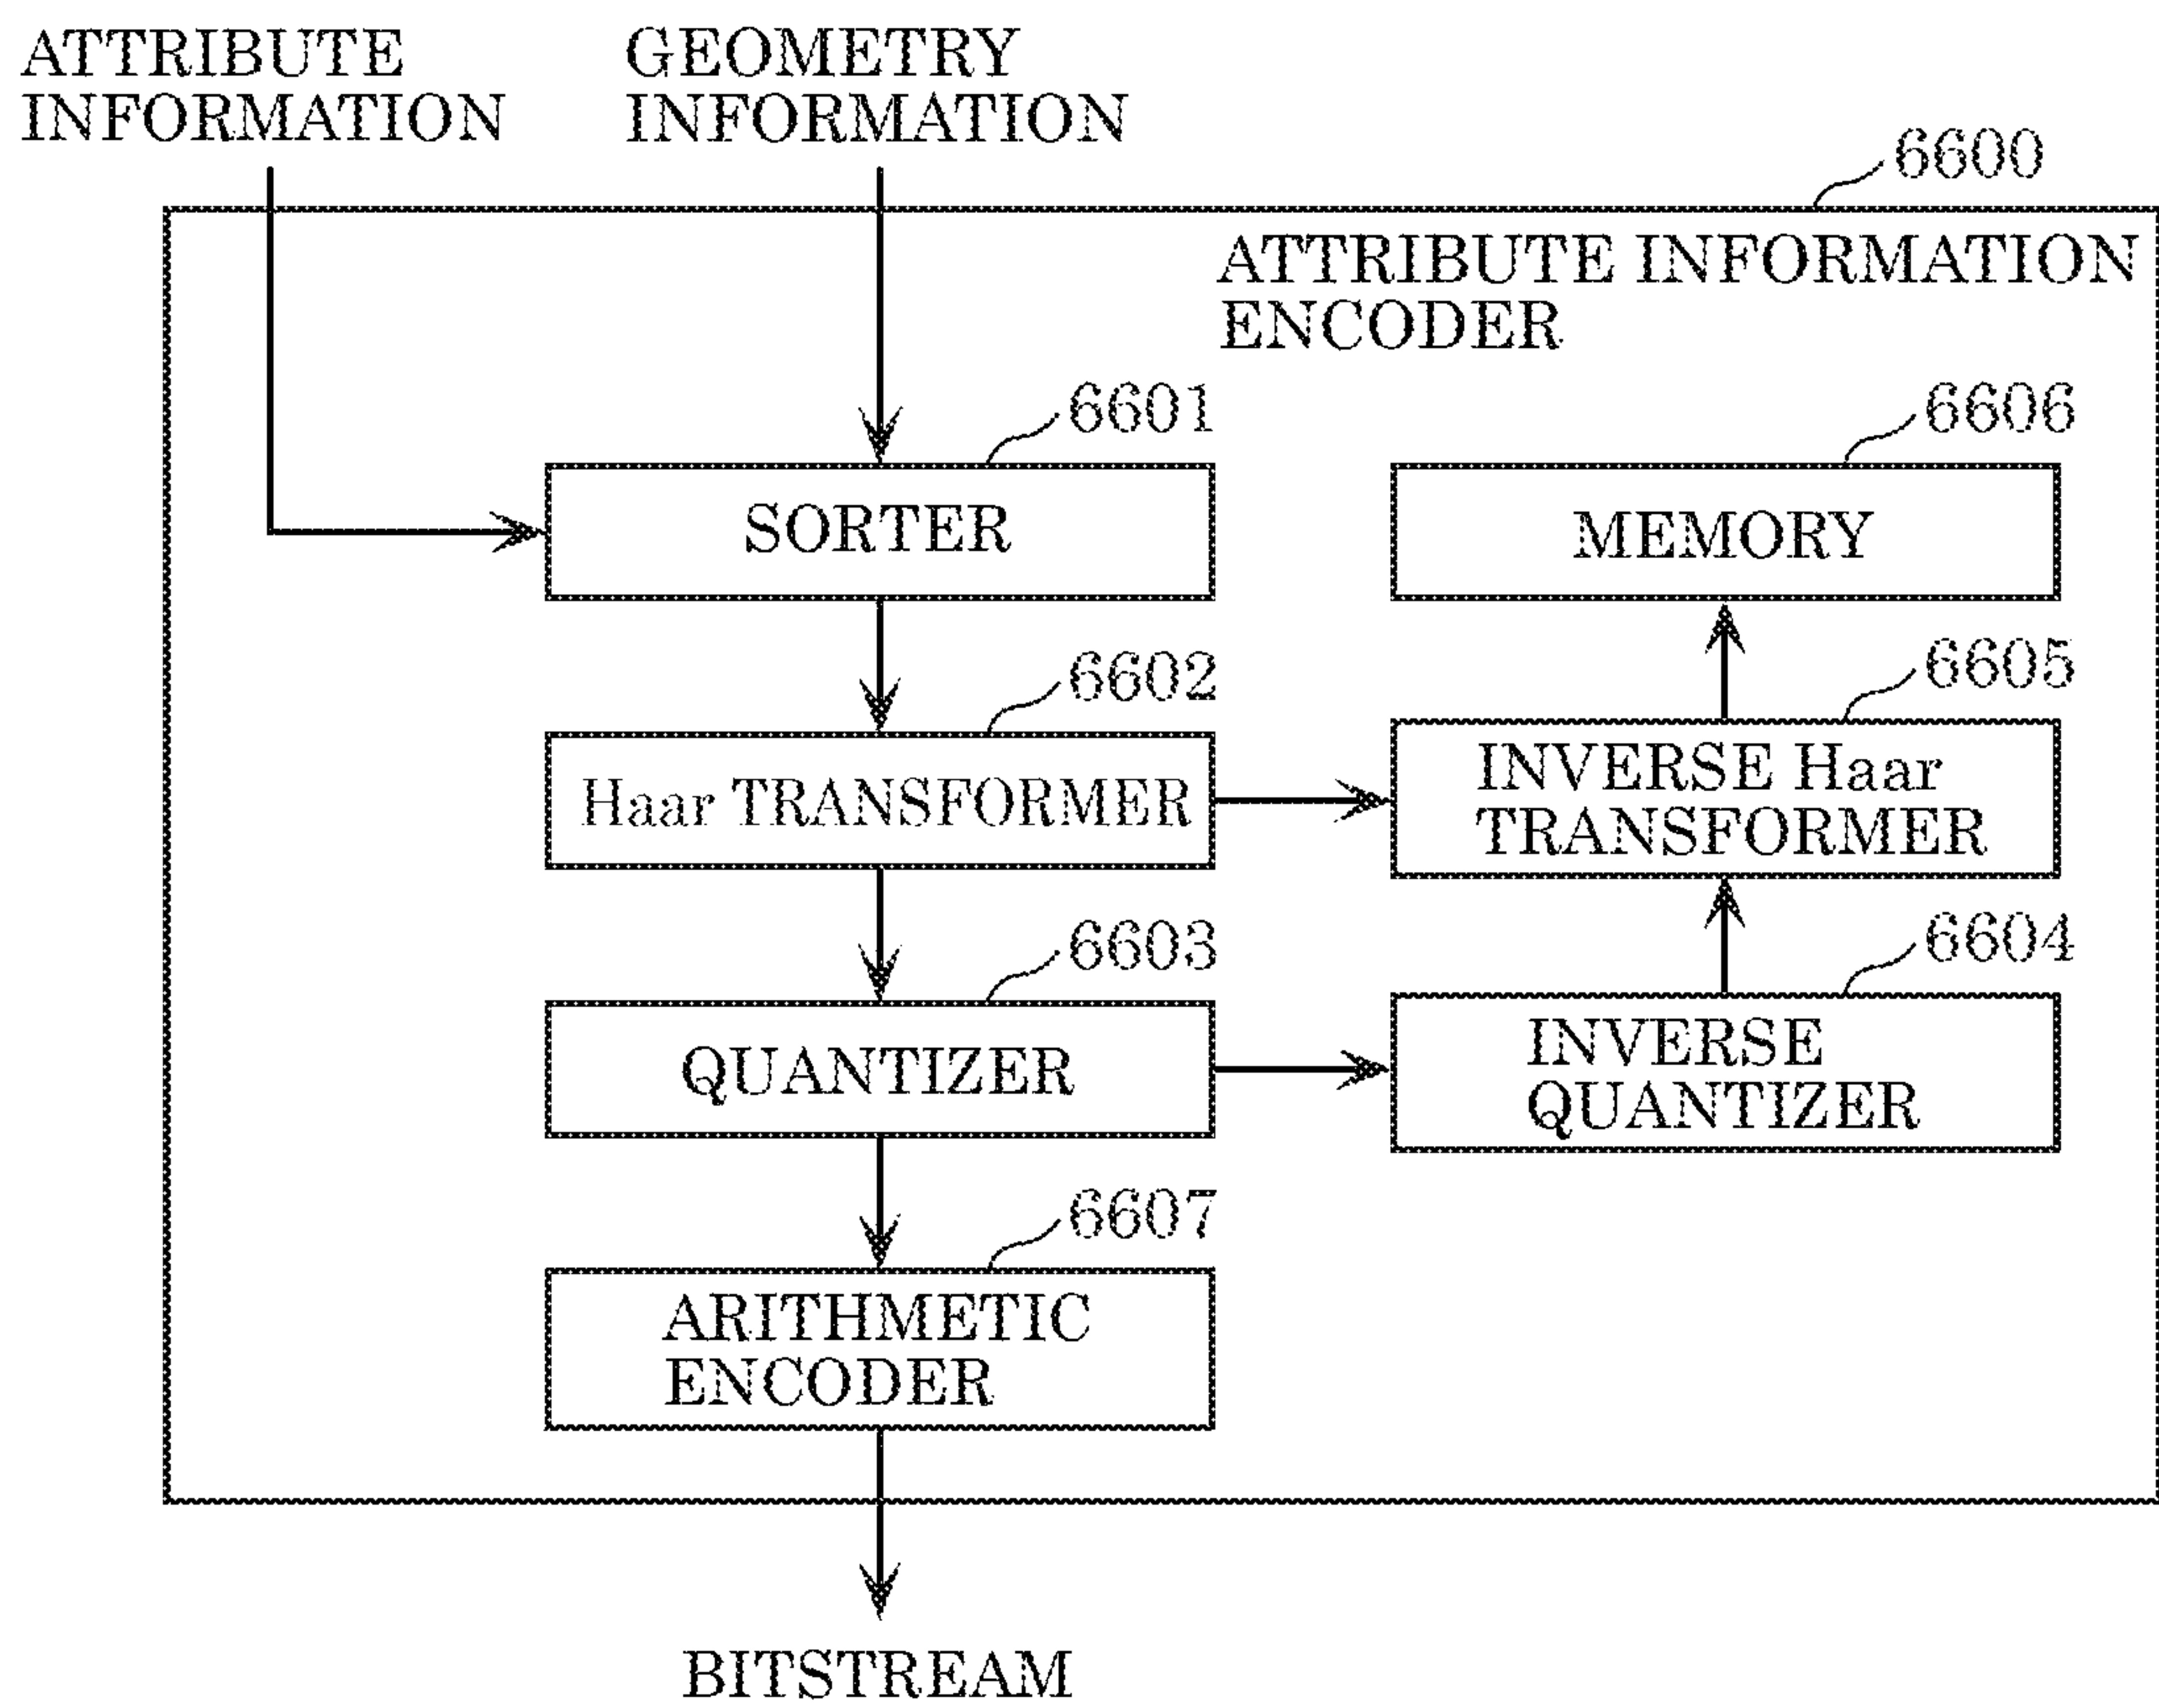 ATTRIBUTE
INFORMATION
GEOMETRY
INFORMATION
6600
ATTRIBUTE INFORMATION
ENCODER
6601
SORTER
6606
MEMORY
6602
Haar TRANSFORMER
6605
INVERSE Haar
TRANSFORMER
6603
QUANTIZER
6604
INVERSE
QUANTIZER
6607
ARITHMETIC
ENCODER
BITSTREAM